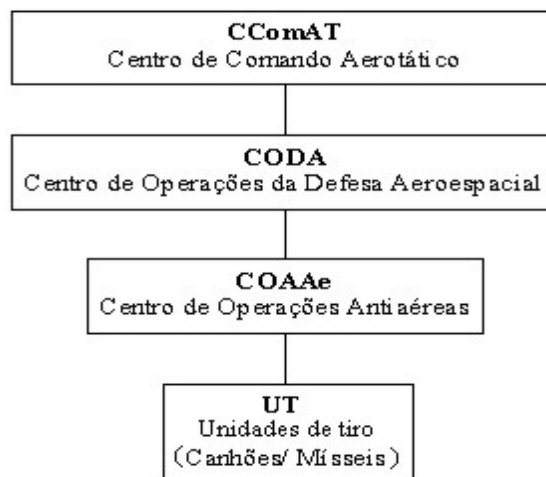 CComAT
Centro de Comando Aerotático
CODA
Centro de Operações da Defesa Aeroespacial
COAAe
Centro de Operações Antiaéreas
UT
Unidades de tiro
(Canhões/ Mísseis)